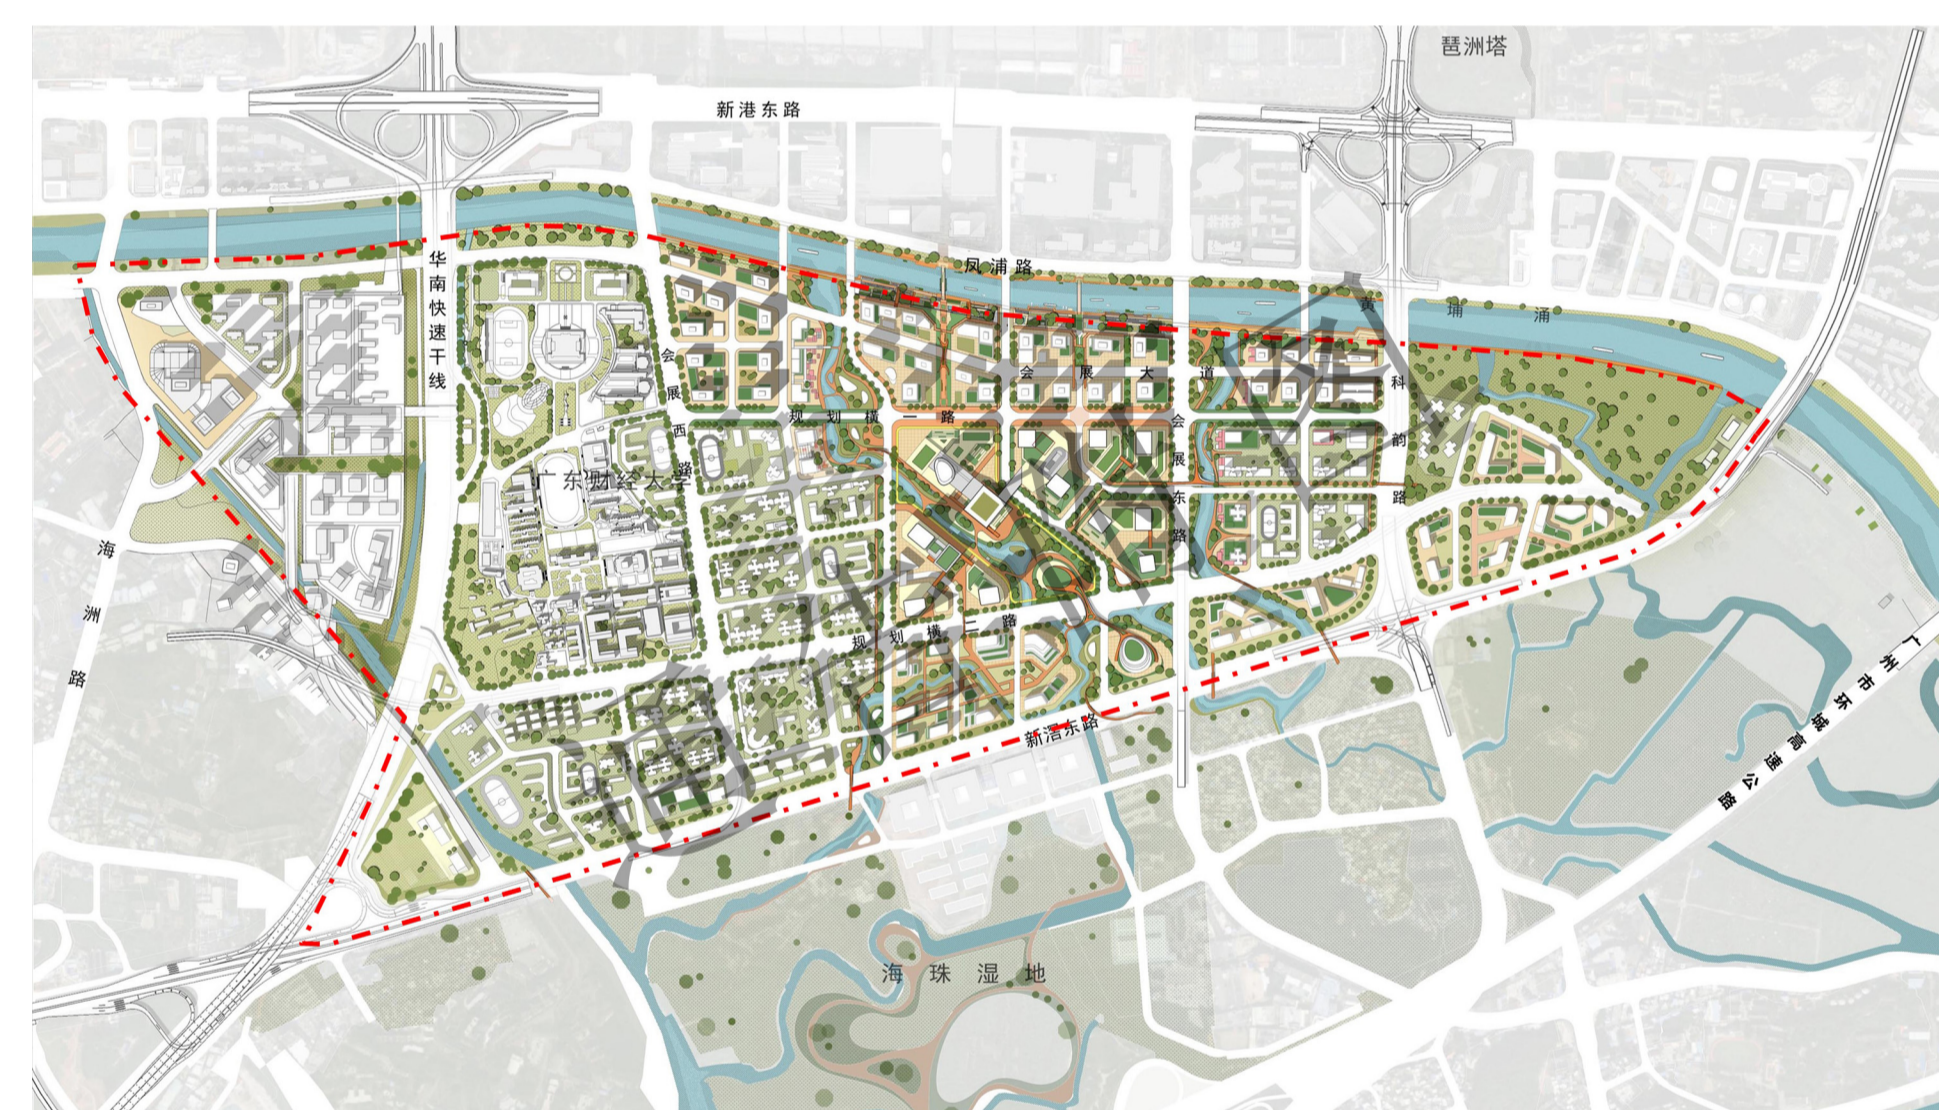 琶洲塔
新港东路
华南快速干线
凤浦路
黄埔涌
会展大道
科韵路
会展西路
规划横一路
会展东路
广东财经大学
海洲路
规划横二路
新滘东路
广州市环城高速公路
海珠湿地